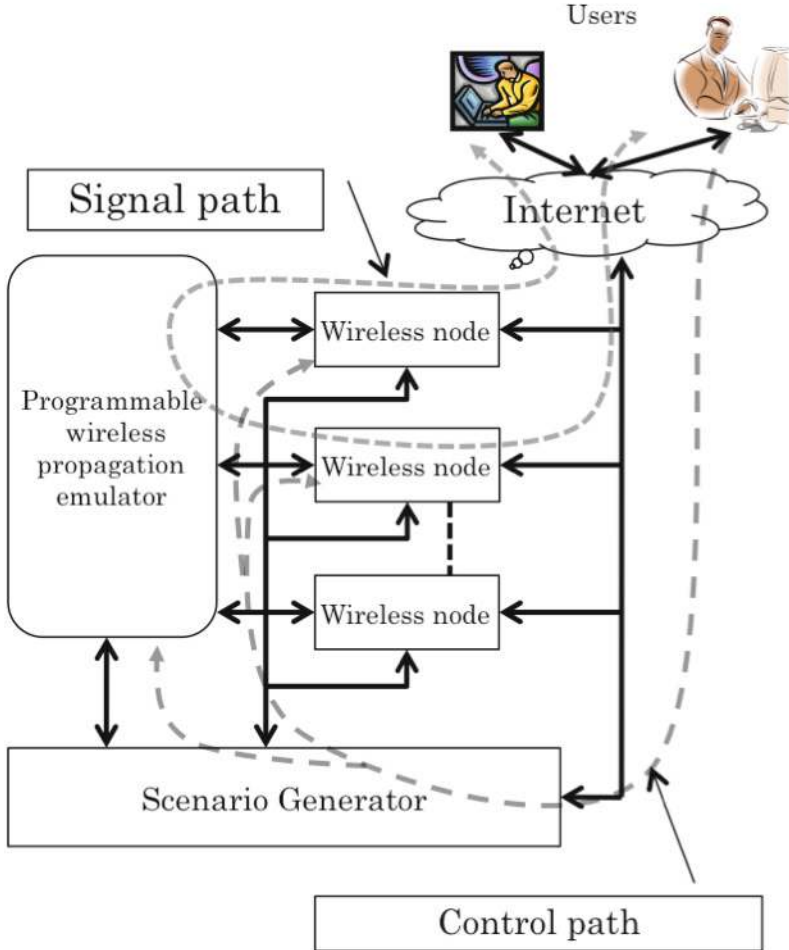 Users
Signal path
Internet
Wireless node
Programmable
wireless
propagation
emulator
Wireless node
Wireless node
Scenario Generator
Control path